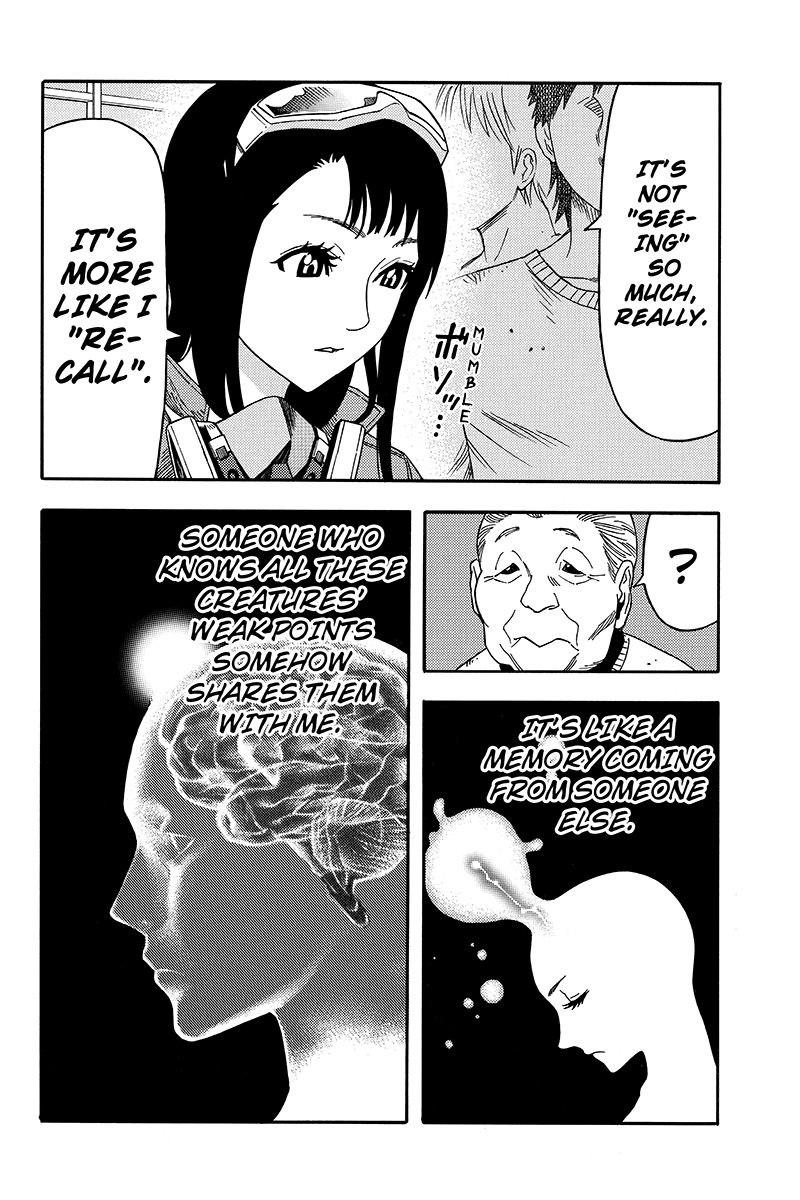 IT'S
NOT
"SEE-
ING"
SO
MUCH,
REALLY.
MUMBLE
ボソッ…
IT'S
MORE
LIKE I
"RE-
CALL".
?
IT'S LIKE A
MEMORY COMING
FROM SOMEONE
ELSE.
SOMEONE WHO
KNOWS ALL THESE
CREATURES'
WEAK POINTS
SOMEHOW
SHARES THEM
WITH ME.